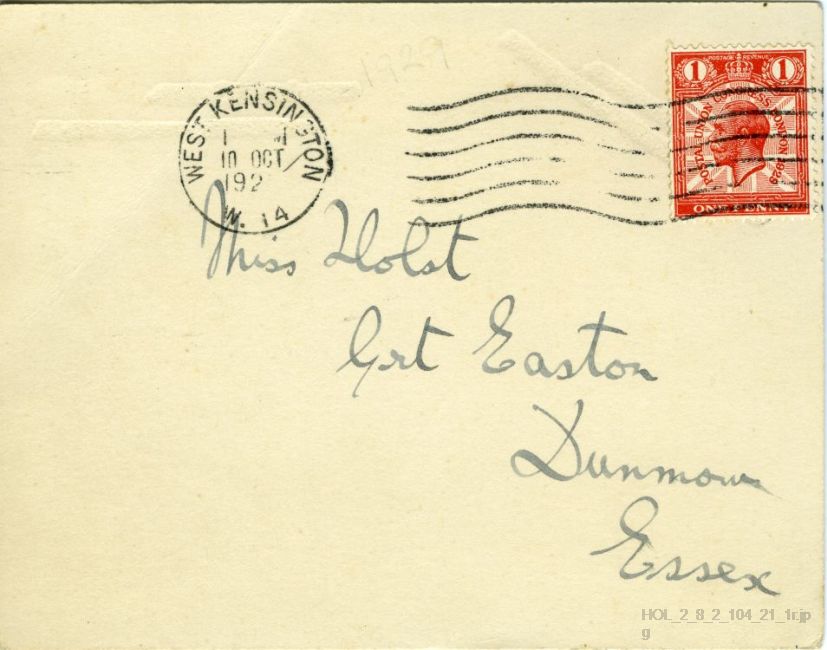 1929
1 POSTAGE REVENUE 1
POSTAL UNION CONGRESS LONDON 1929
ONE PENNY
WEST KENSINGTON
10 OCT
192
W. 14
Miss Holst
Grt Easton
Dunmow
Essex
HOL_2_8_2_104_21_1r.jp
g